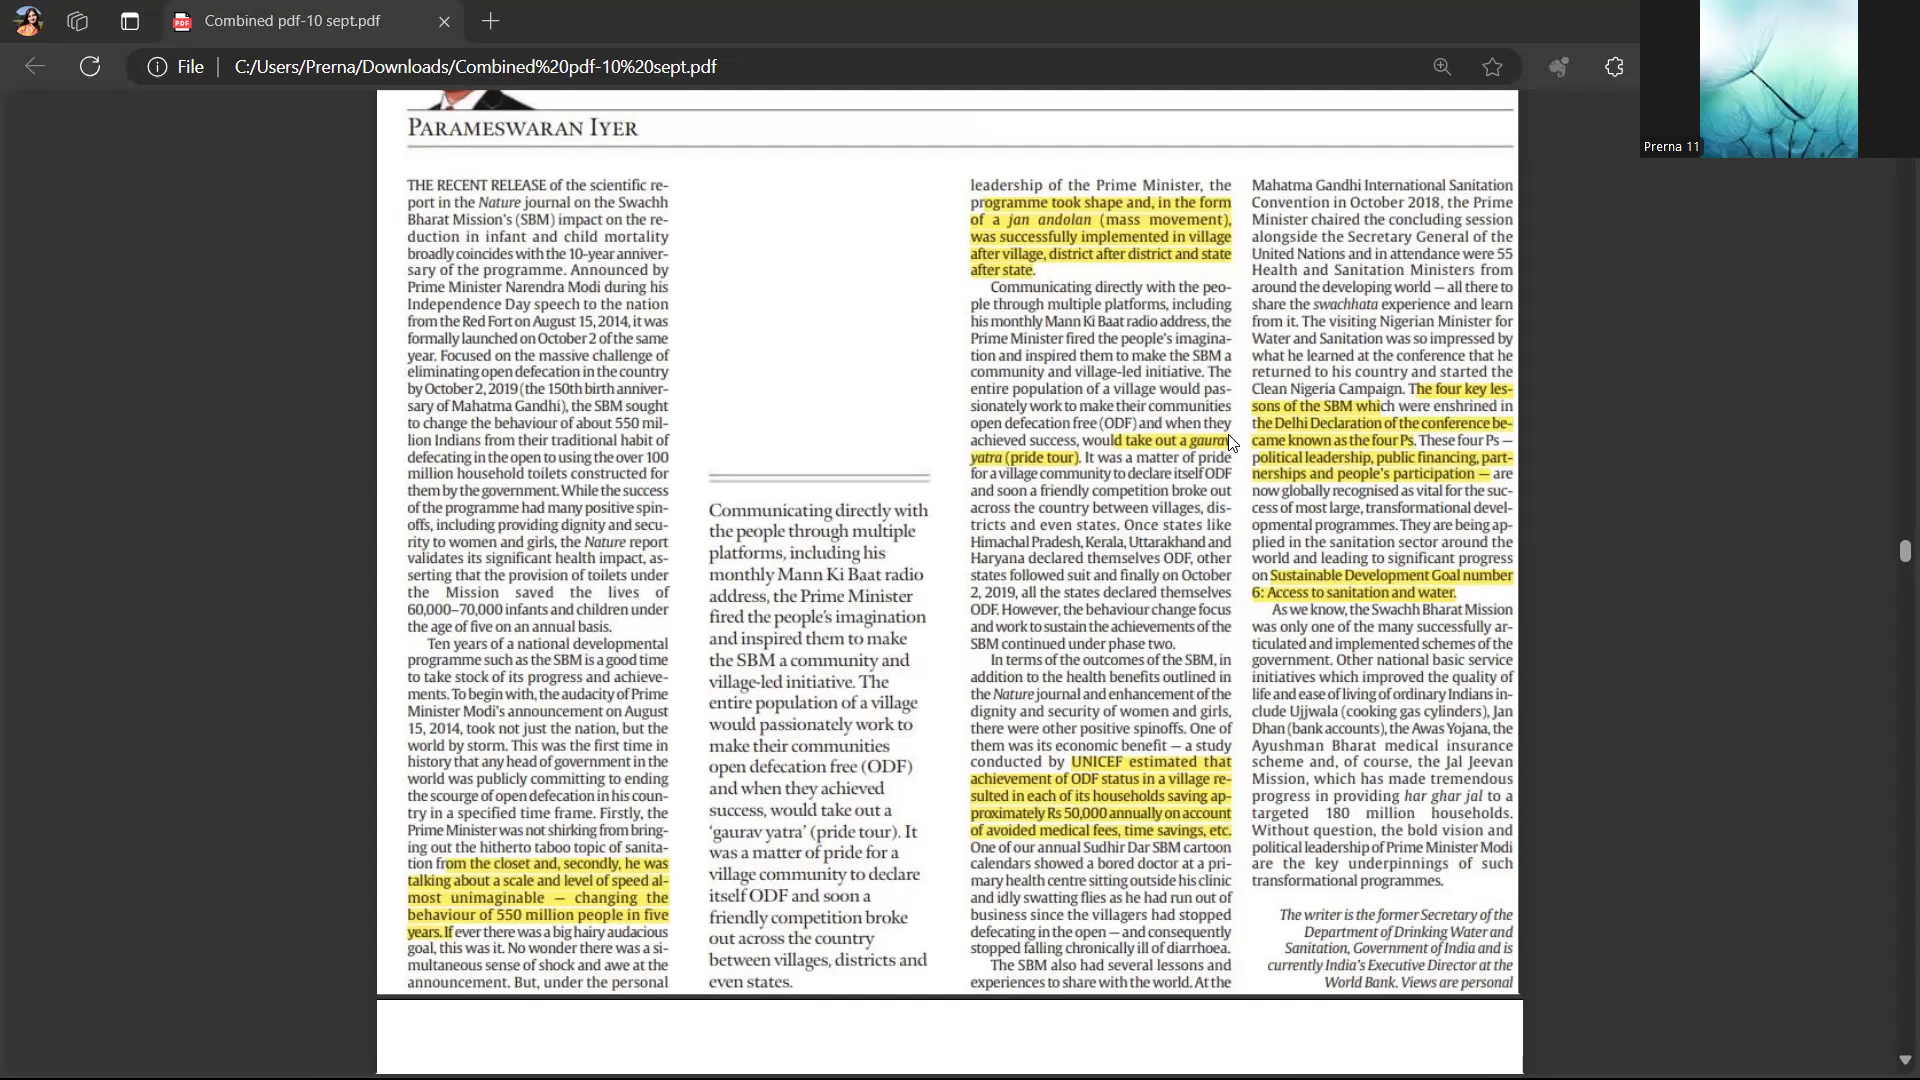 Combined pdf-10 sept.pdf
File
C:/Users/Prerna/Downloads/Combined%20pdf-10%20sept.pdf
Prerna 11
PARAMESWARAN IYER
THE RECENT RELEASE of the scientific re-
port in the Nature journal on the Swachh
Bharat Mission's (SBM) impact on the re-
duction in infant and child mortality
broadly coincides with the 10-year anniver-
sary of the programme. Announced by
Prime Minister Narendra Modi during his
Independence Day speech to the nation
from the Red Fort on August 15, 2014, it was
formally launched on October 2 of the same
year. Focused on the massive challenge of
eliminating open defecation in the country
by October 2, 2019 (the 150th birth anniver-
sary of Mahatma Gandhi), the SBM sought
to change the behaviour of about 550 mil-
lion Indians from their traditional habit of
defecating in the open to using the over 100
million household toilets constructed for
them by the government. While the success
of the programme had many positive spin-
offs, including providing dignity and secu-
rity to women and girls, the Nature report
validates its significant health impact, as-
serting that the provision of toilets under
the Mission saved the lives of
60,000–70,000 infants and children under
the age of five on an annual basis.
Ten years of a national developmental
programme such as the SBM is a good time
to take stock of its progress and achieve-
ments. To begin with, the audacity of Prime
Minister Modi's announcement on August
15, 2014, took not just the nation, but the
world by storm. This was the first time in
history that any head of government in the
world was publicly committing to ending
the scourge of open defecation in his coun-
try in a specified time frame. Firstly, the
Prime Minister was not shirking from bring-
ing out the hitherto taboo topic of sanita-
tion from the closet and, secondly, he was
talking about a scale and level of speed al-
most unimaginable — changing the
behaviour of 550 million people in five
years. If ever there was a big hairy audacious
goal, this was it. No wonder there was a si-
multaneous sense of shock and awe at the
announcement. But, under the personal
Communicating directly with
the people through multiple
platforms, including his
monthly Mann Ki Baat radio
address, the Prime Minister
fired the people's imagination
and inspired them to make
the SBM a community and
village-led initiative. The
entire population of a village
would passionately work to
make their communities
open defecation free (ODF)
and when they achieved
success, would take out a
'gaurav yatra' (pride tour). It
was a matter of pride for a
village community to declare
itself ODF and soon a
friendly competition broke
out across the country
between villages, districts and
even states.
leadership of the Prime Minister, the
programme took shape and, in the form
of a jan andolan (mass movement),
was successfully implemented in village
after village, district after district and state
after state.
Communicating directly with the peo-
ple through multiple platforms, including
his monthly Mann Ki Baat radio address, the
Prime Minister fired the people's imagina-
tion and inspired them to make the SBM a
community and village-led initiative. The
entire population of a village would pas-
sionately work to make their communities
open defecation free (ODF) and when they
achieved success, would take out a gaurav
yatra (pride tour). It was a matter of pride
for a village community to declare itself ODF
and soon a friendly competition broke out
across the country between villages, dis-
tricts and even states. Once states like
Himachal Pradesh, Kerala, Uttarakhand and
Haryana declared themselves ODF, other
states followed suit and finally on October
2, 2019, all the states declared themselves
ODF. However, the behaviour change focus
and work to sustain the achievements of the
SBM continued under phase two.
In terms of the outcomes of the SBM, in
addition to the health benefits outlined in
the Nature journal and enhancement of the
dignity and security of women and girls,
there were other positive spinoffs. One of
them was its economic benefit — a study
conducted by UNICEF estimated that
achievement of ODF status in a village re-
sulted in each of its households saving ap-
proximately Rs 50,000 annually on account
of avoided medical fees, time savings, etc.
One of our annual Sudhir Dar SBM cartoon
calendars showed a bored doctor at a pri-
mary health centre sitting outside his clinic
and idly swatting flies as he had run out of
business since the villagers had stopped
defecating in the open — and consequently
stopped falling chronically ill of diarrhoea.
The SBM also had several lessons and
experiences to share with the world. At the
Mahatma Gandhi International Sanitation
Convention in October 2018, the Prime
Minister chaired the concluding session
alongside the Secretary General of the
United Nations and in attendance were 55
Health and Sanitation Ministers from
around the developing world — all there to
share the swachhata experience and learn
from it. The visiting Nigerian Minister for
Water and Sanitation was so impressed by
what he learned at the conference that he
returned to his country and started the
Clean Nigeria Campaign. The four key les-
sons of the SBM which were enshrined in
the Delhi Declaration of the conference be-
came known as the four Ps. These four Ps —
political leadership, public financing, part-
nerships and people's participation — are
now globally recognised as vital for the suc-
cess of most large, transformational devel-
opmental programmes. They are being ap-
plied in the sanitation sector around the
world and leading to significant progress
on Sustainable Development Goal number
6: Access to sanitation and water.
As we know, the Swachh Bharat Mission
was only one of the many successfully ar-
ticulated and implemented schemes of the
government. Other national basic service
initiatives which improved the quality of
life and ease of living of ordinary Indians in-
clude Ujjwala (cooking gas cylinders), Jan
Dhan (bank accounts), the Awas Yojana, the
Ayushman Bharat medical insurance
scheme and, of course, the Jal Jeevan
Mission, which has made tremendous
progress in providing har ghar jal to a
targeted 180 million households.
Without question, the bold vision and
political leadership of Prime Minister Modi
are the key underpinnings of such
transformational programmes.
The writer is the former Secretary of the
Department of Drinking Water and
Sanitation, Government of India and is
currently India's Executive Director at the
World Bank. Views are personal